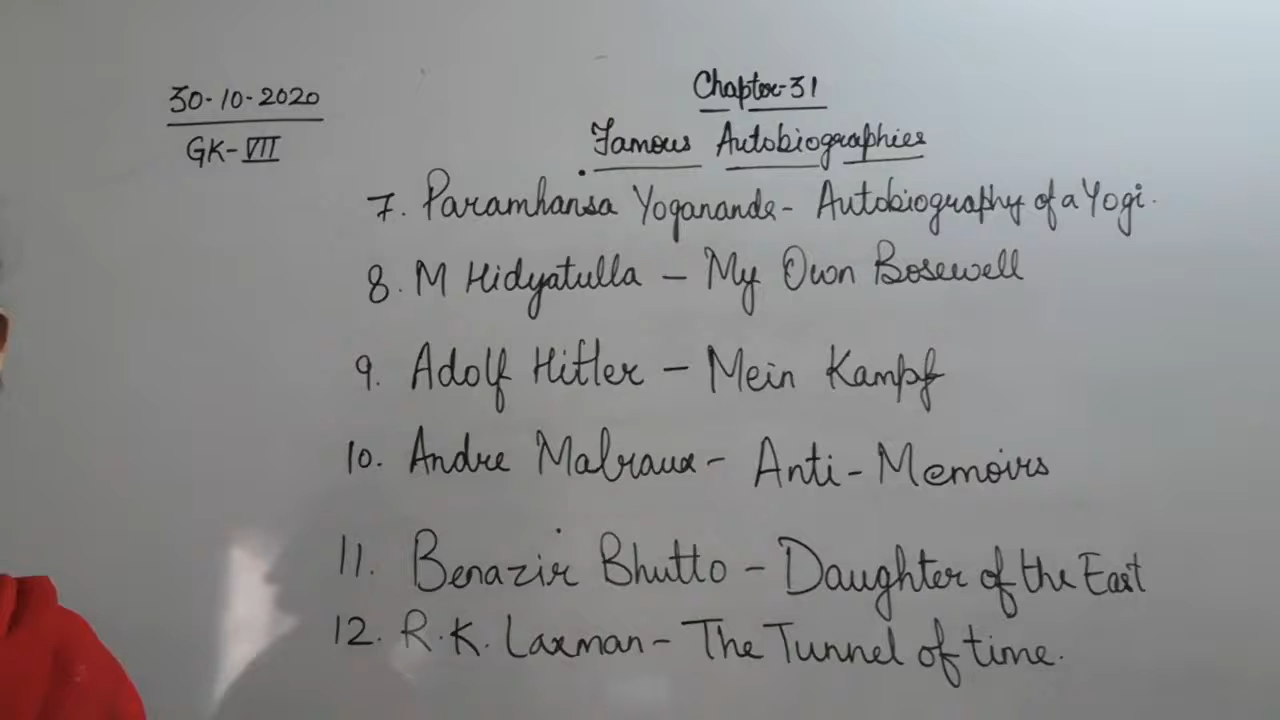 30-10-2020
GK-VII
Chapter-31
Famous Autobiographies
7. Paramhansa Yogananda- Autobiography of a Yogi.
8. M Hidyatulla - My Own Bosewell
9. Adolf Hitler - Mein Kampf
10. Andre Malraux- Anti-Memoirs
11. Benazir Bhutto - Daughter of the East
12. R.K. Laxman- The Tunnel of time.